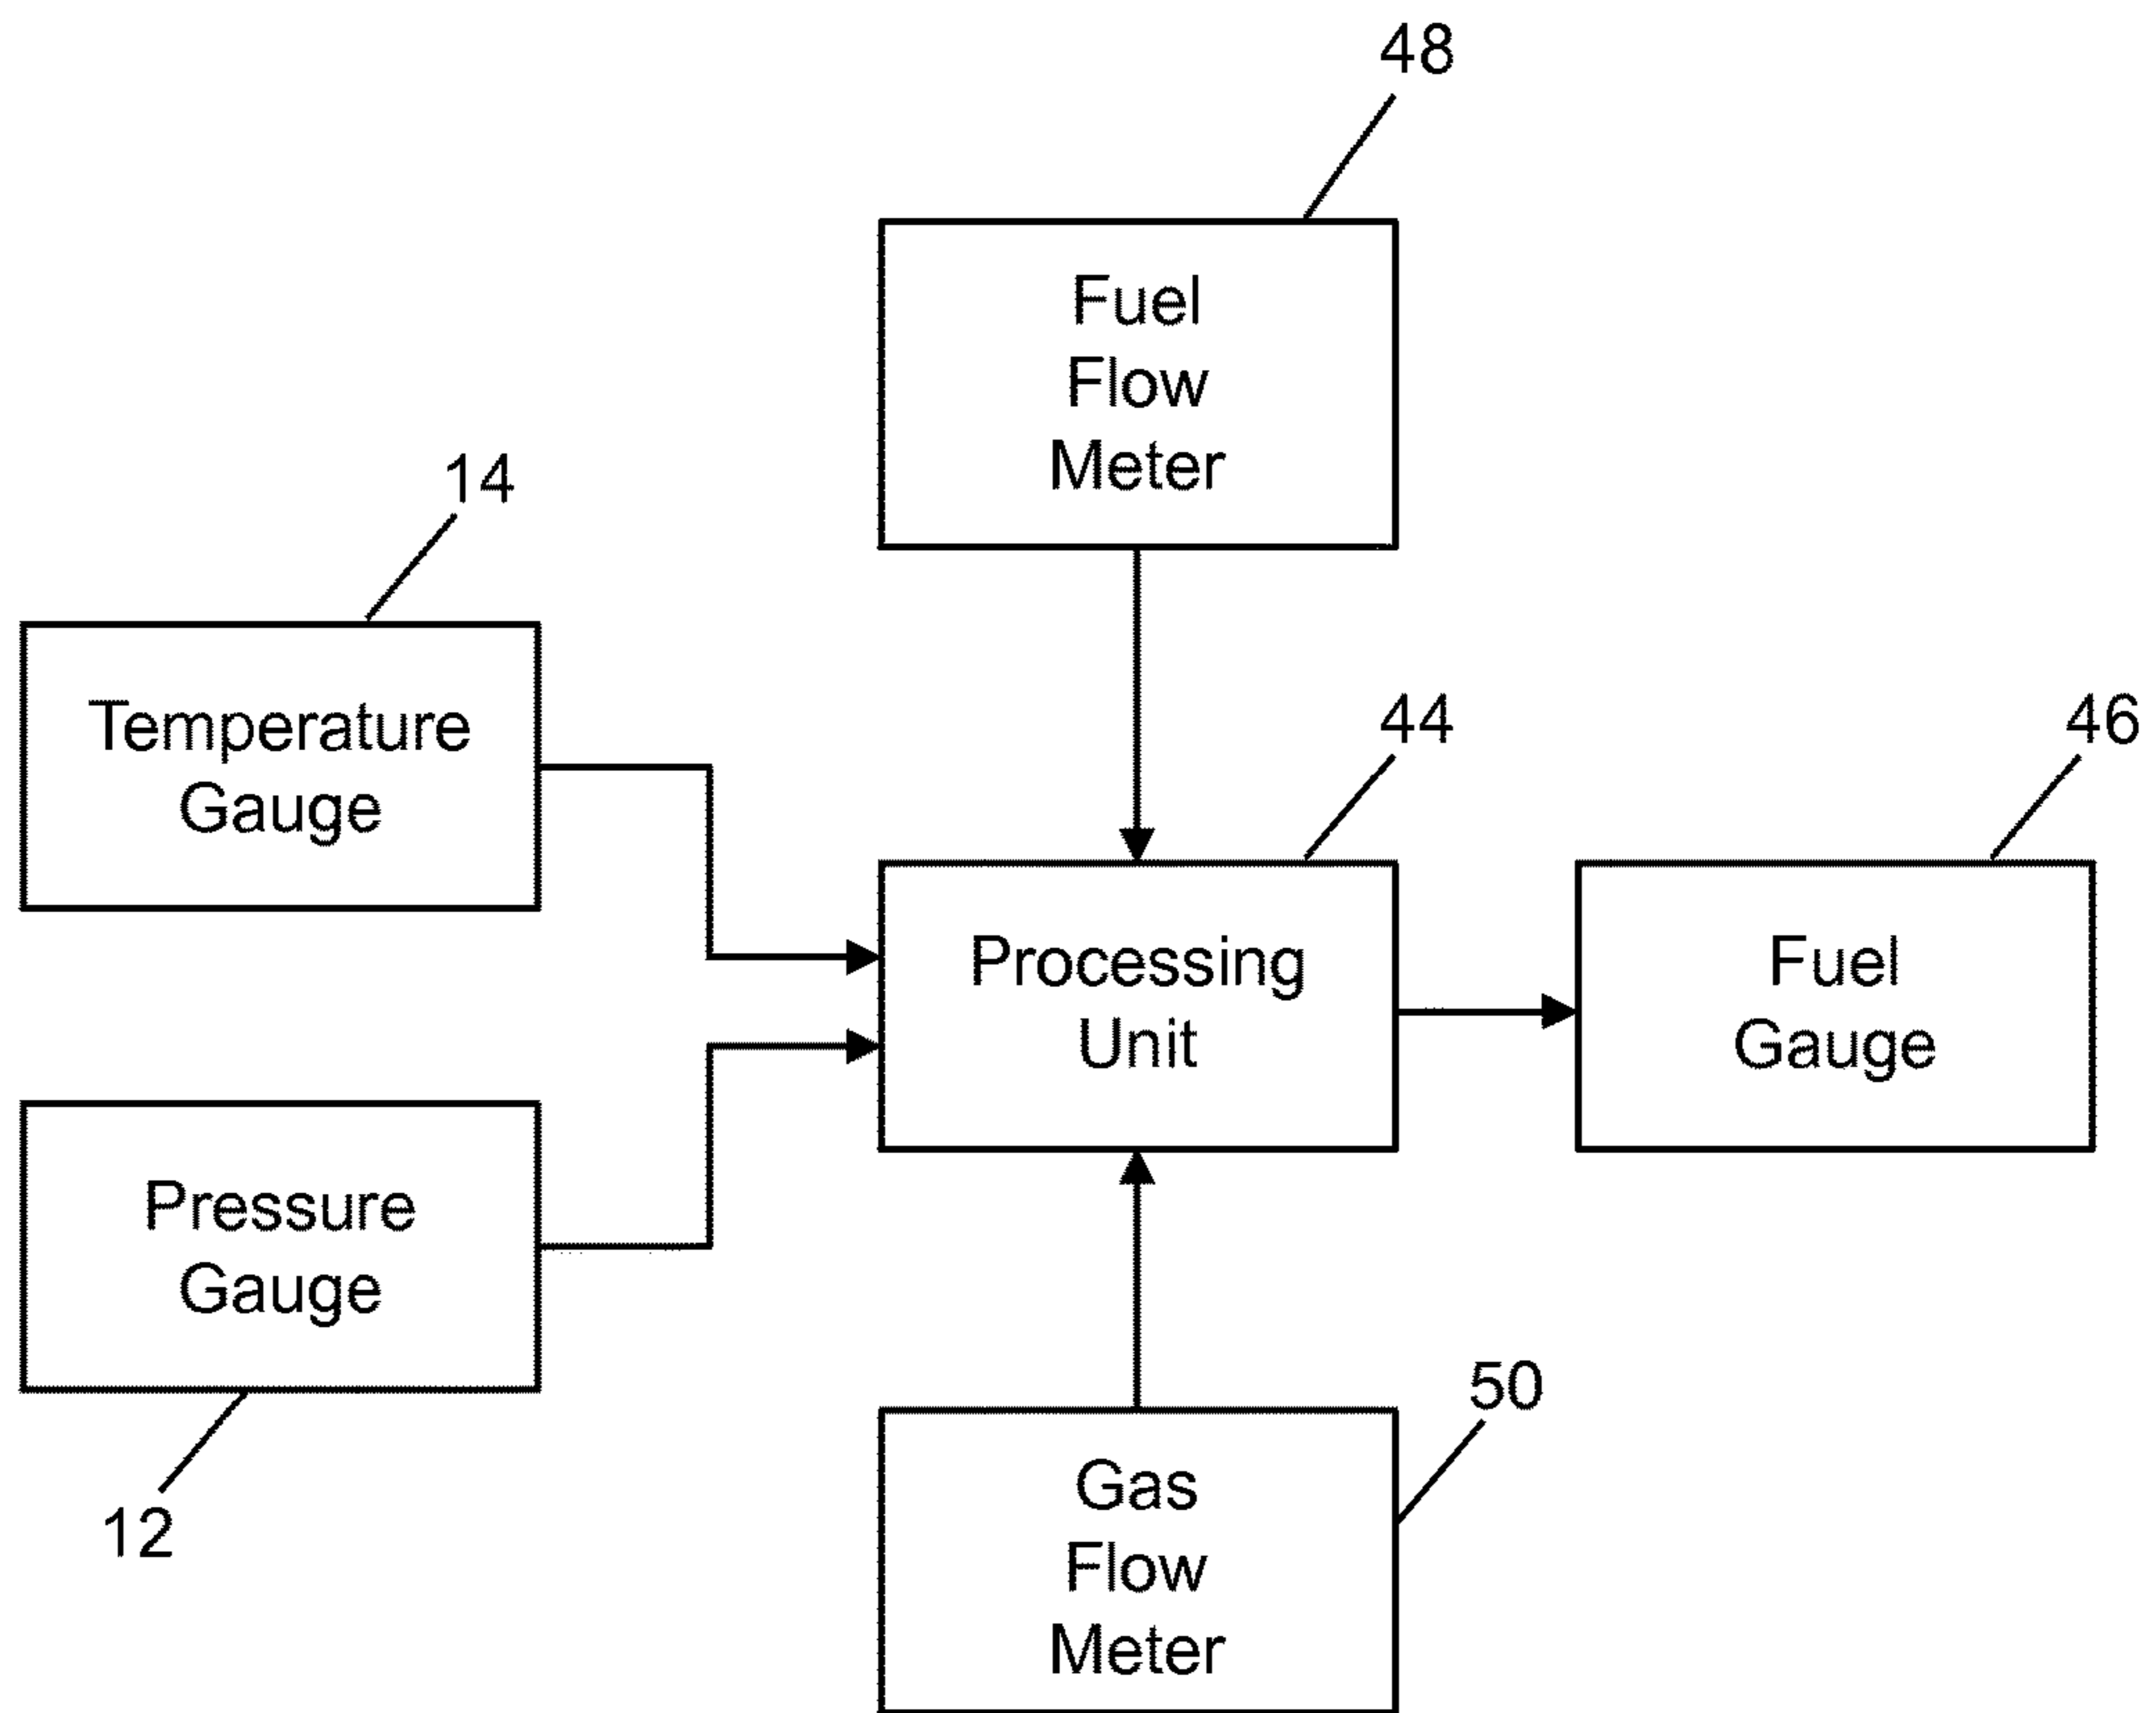 48
Fuel
Flow
Meter
14
Temperature
Gauge
44
Processing
Unit
46
Fuel
Gauge
Pressure
Gauge
12
50
Gas
Flow
Meter